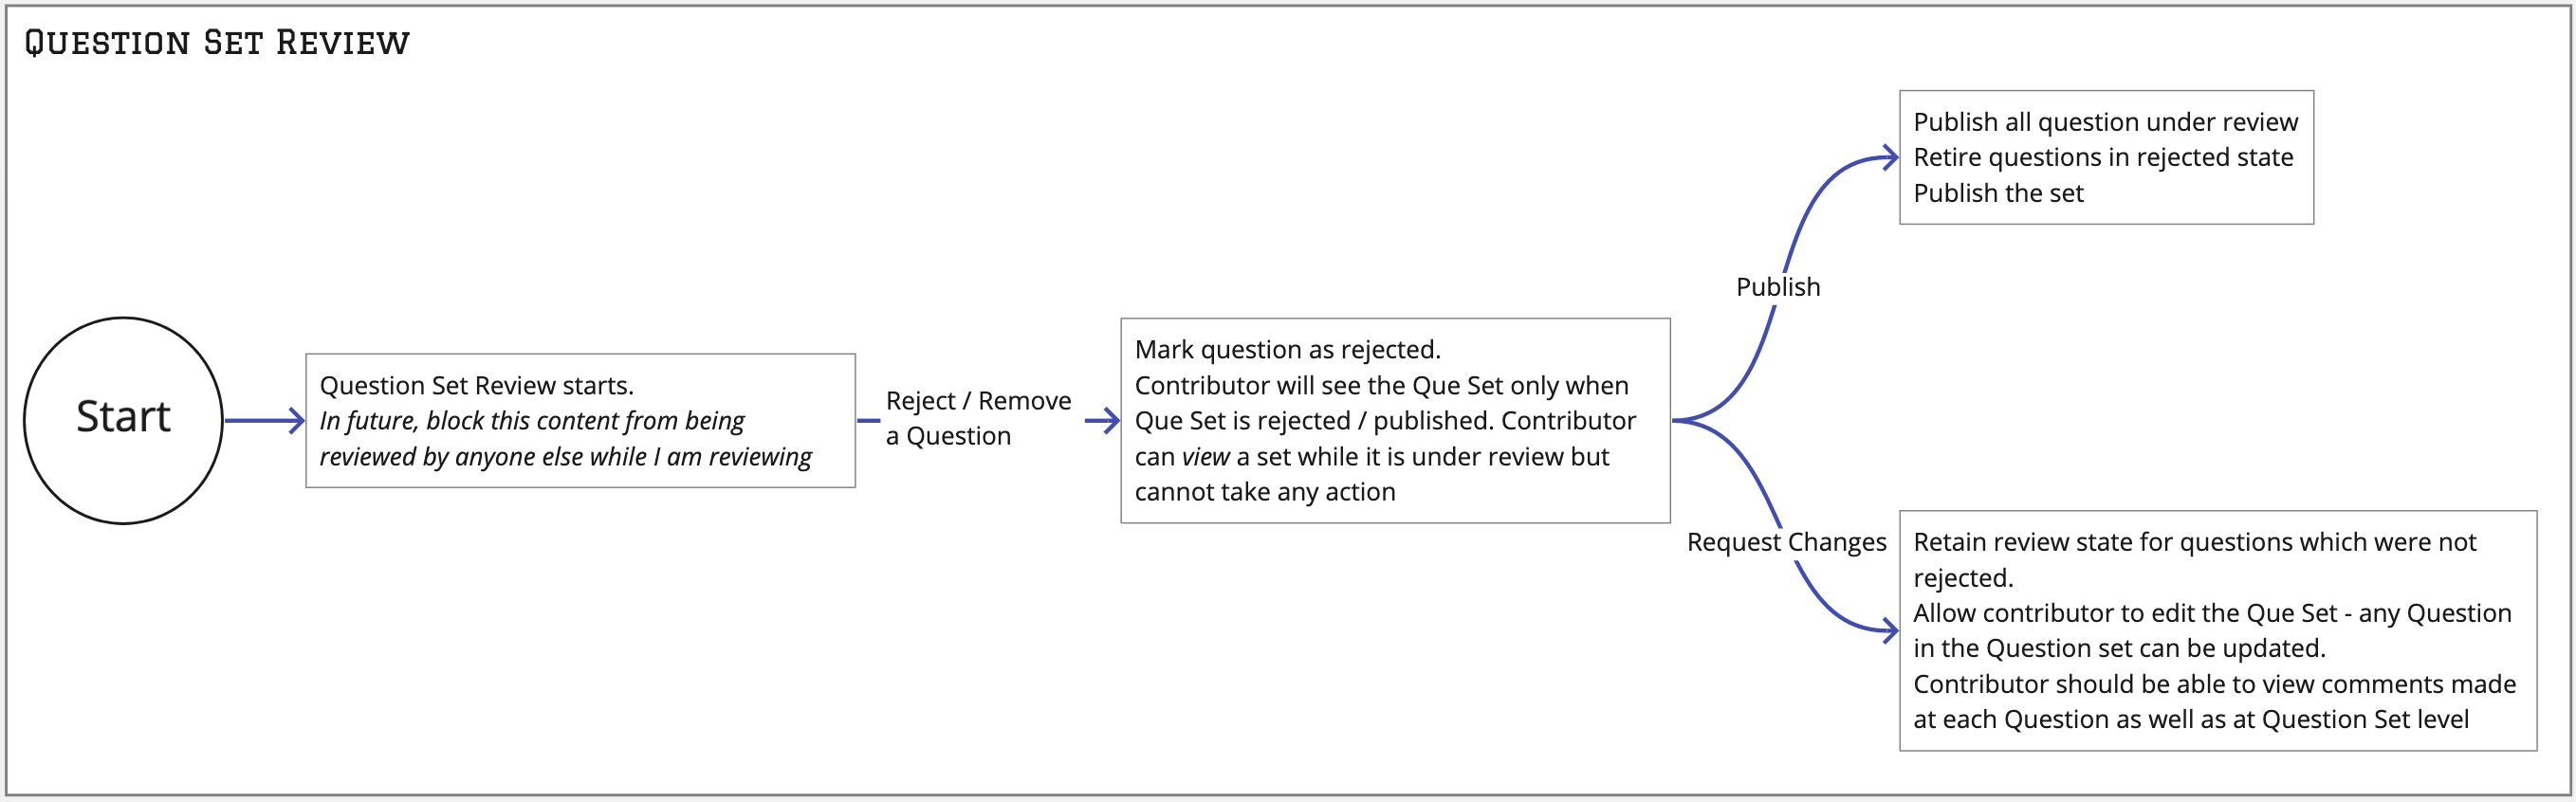 Question Set Review
Start
Question Set Review starts.
In future, block this content from being
reviewed by anyone else while I am reviewing
Reject / Remove
a Question
Mark question as rejected.
Contributor will see the Que Set only when
Que Set is rejected / published. Contributor
can view a set while it is under review but
cannot take any action
Publish
Publish all question under review
Retire questions in rejected state
Publish the set
Request Changes
Retain review state for questions which were not
rejected.
Allow contributor to edit the Que Set - any Question
in the Question set can be updated.
Contributor should be able to view comments made
at each Question as well as at Question Set level